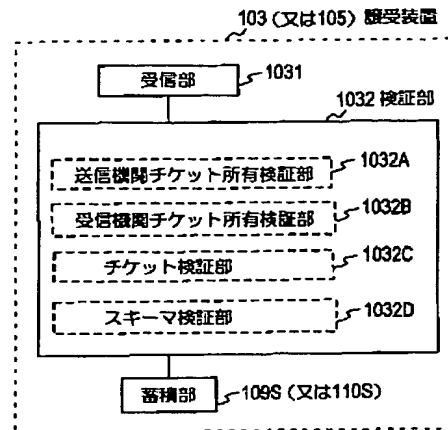 103 (又は105) 譲受装置
受信部
1031
1032 検証部
送信機関チケット所有検証部
1032A
受信機関チケット所有検証部
1032B
チケット検証部
1032C
スキーマ検証部
1032D
蓄積部
109S (又は110S)